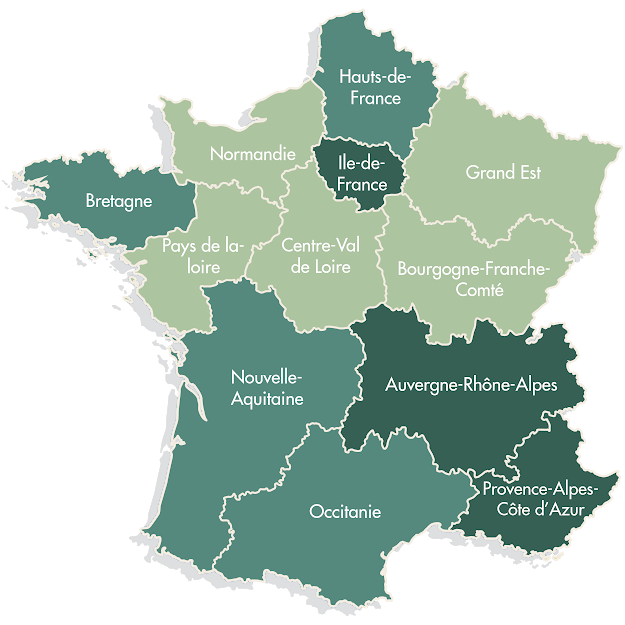 Hauts-de-
France
Normandie
Ile-de-
France
Grand Est
Bretagne
Pays de la-
loire
Centre-Val
de Loire
Bourgogne-Franche-
Comté
Nouvelle-
Aquitaine
Auvergne-Rhône-Alpes
Provence-Alpes-
Côte d'Azur
Occitanie